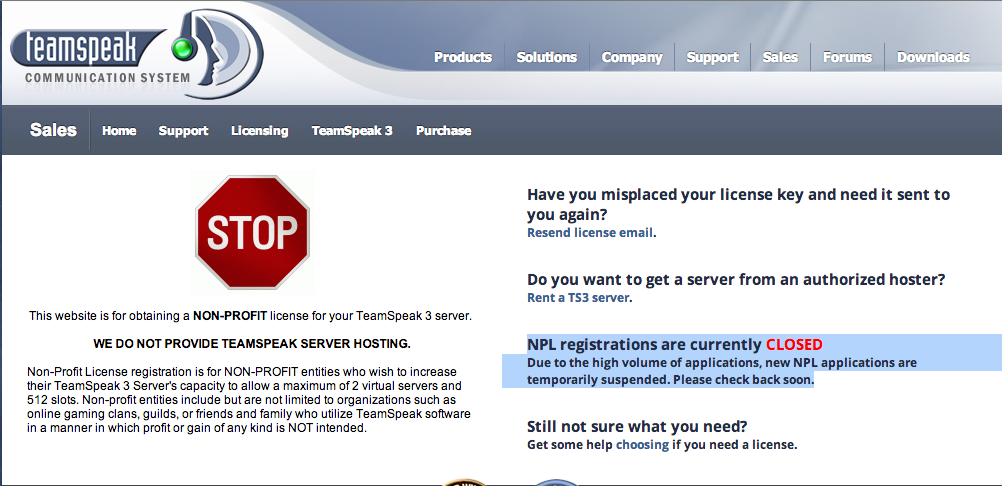 teamspeak
COMMUNICATION SYSTEM
Products
Solutions
Company
Support
Sales
Forums
Downloads
Sales
Home
Support
Licensing
TeamSpeak 3
Purchase
STOP
This website is for obtaining a NON-PROFIT license for your TeamSpeak 3 server.
WE DO NOT PROVIDE TEAMSPEAK SERVER HOSTING.
Non-Profit License registration is for NON-PROFIT entities who wish to increase
their TeamSpeak 3 Server's capacity to allow a maximum of 2 virtual servers and
512 slots. Non-profit entities include but are not limited to organizations such as
online gaming clans, guilds, or friends and family who utilize TeamSpeak software
in a manner in which profit or gain of any kind is NOT intended.
Have you misplaced your license key and need it sent to
you again?
Resend license email.
Do you want to get a server from an authorized hoster?
Rent a TS3 server.
NPL registrations are currently CLOSED
Due to the high volume of applications, new NPL applications are
temporarily suspended. Please check back soon.
Still not sure what you need?
Get some help choosing if you need a license.